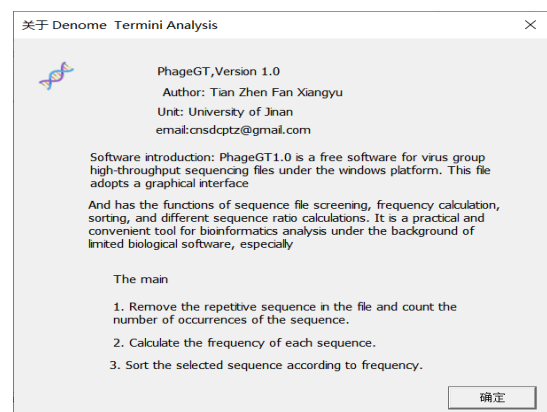 关于 Denome Termini Analysis
PhageGT,Version 1.0
Author: Tian Zhen Fan Xiangyu
Unit: University of Jinan
email:cnsdcptz@gmail.com
Software introduction: PhageGT1.0 is a free software for virus group
high-throughput sequencing files under the windows platform. This file
adopts a graphical interface
And has the functions of sequence file screening, frequency calculation,
sorting, and different sequence ratio calculations. It is a practical and
convenient tool for bioinformatics analysis under the background of
limited biological software, especially
The main
1. Remove the repetitive sequence in the file and count the
number of occurrences of the sequence.
2. Calculate the frequency of each sequence.
3. Sort the selected sequence according to frequency.
确定